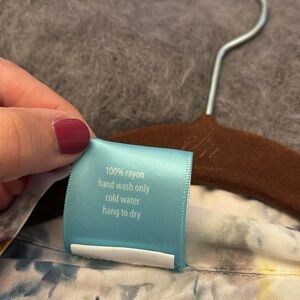 100% rayon
hand wash only
cold water
hang to dry